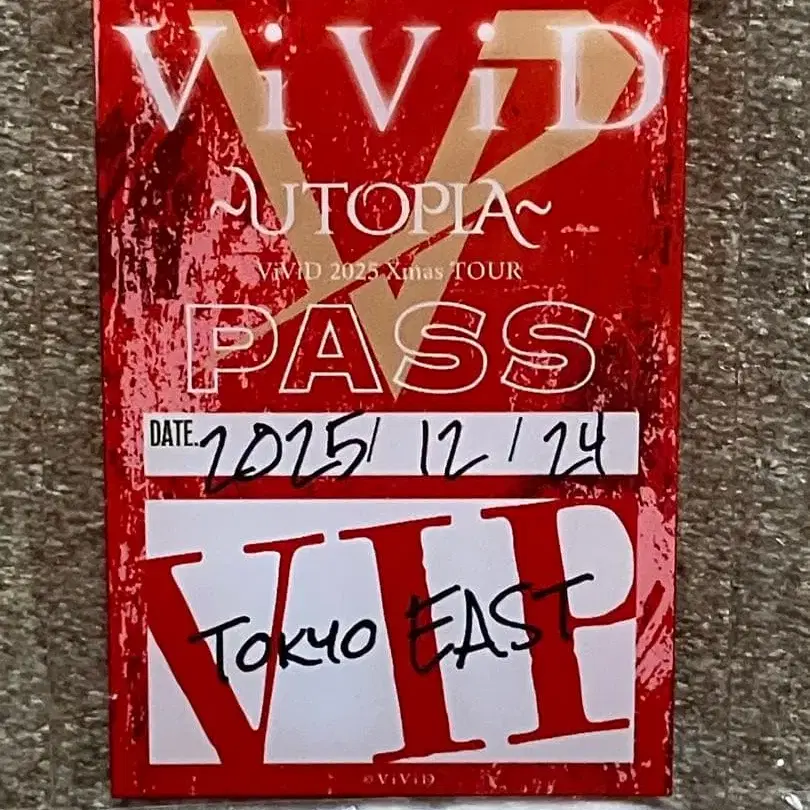 ViViD
~UTOPIA~
ViViD 2025 Xmas TOUR
PASS
DATE. 2025/12/24
VIP
TOKYO EAST
©ViViD